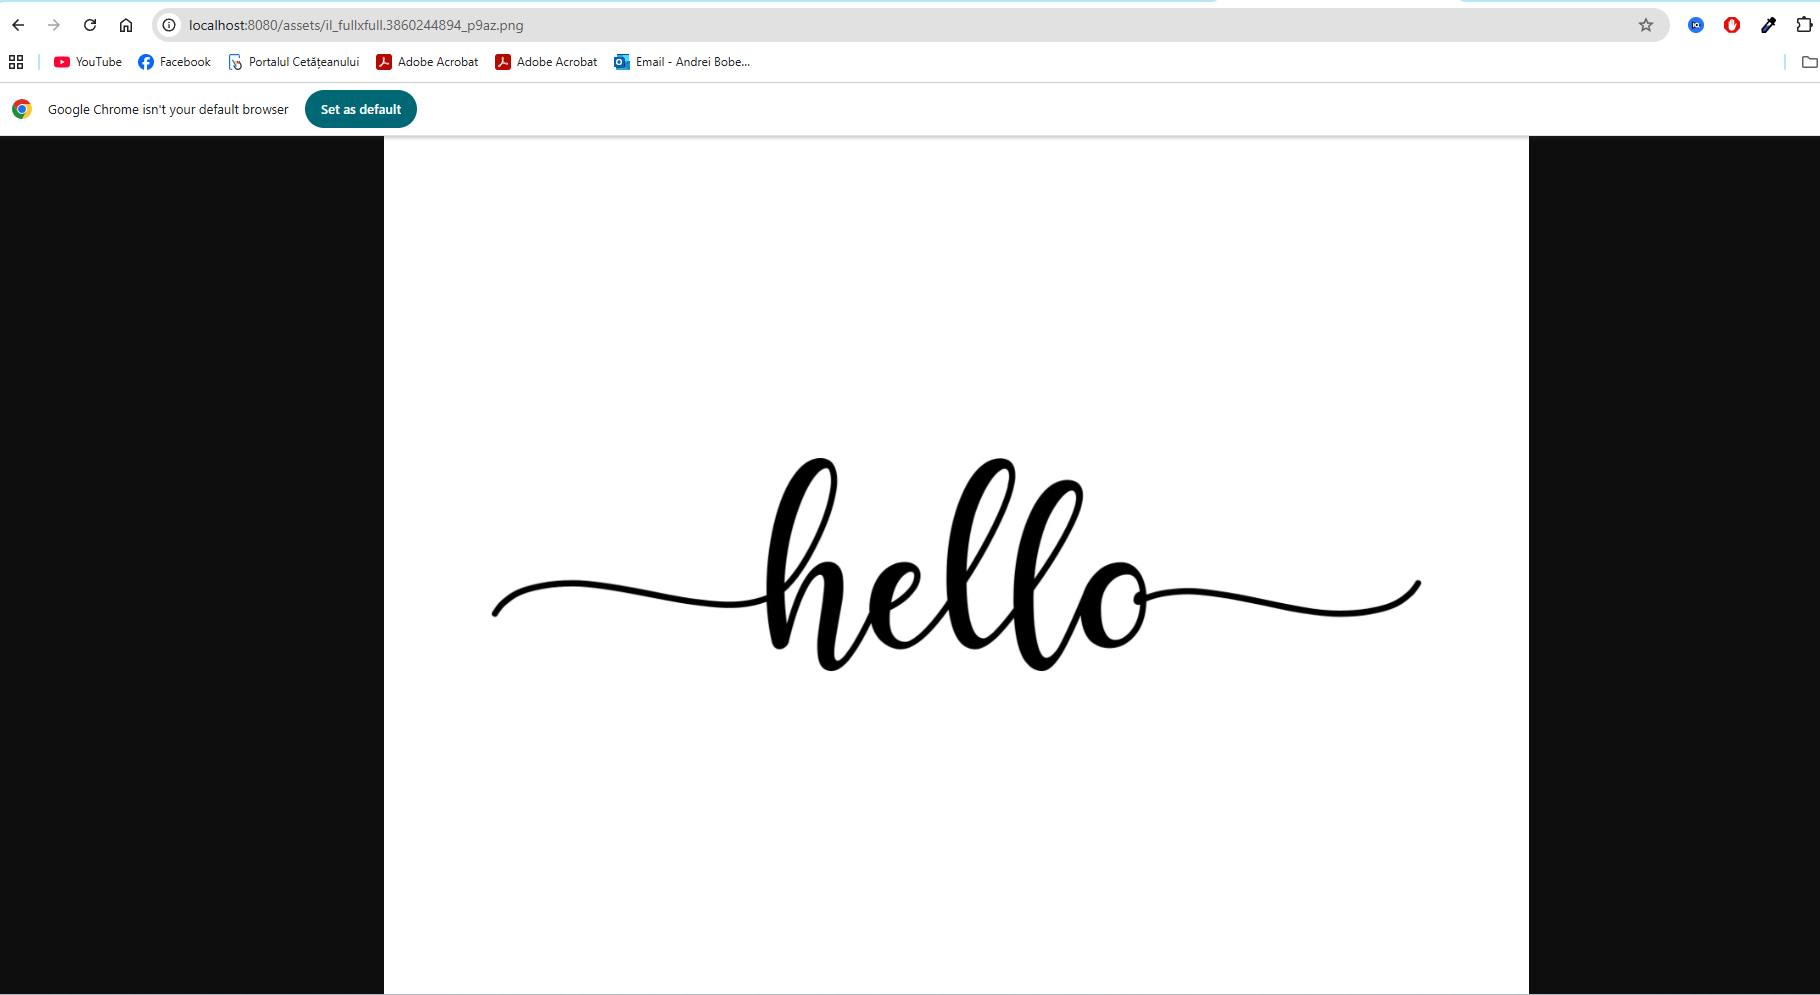 localhost:8080/assets/il_fullxfull.3860244894_p9az.png
YouTube Facebook Portalul Cetățeanului Adobe Acrobat Adobe Acrobat Email - Andrei Bobe...
Google Chrome isn't your default browser Set as default
hello